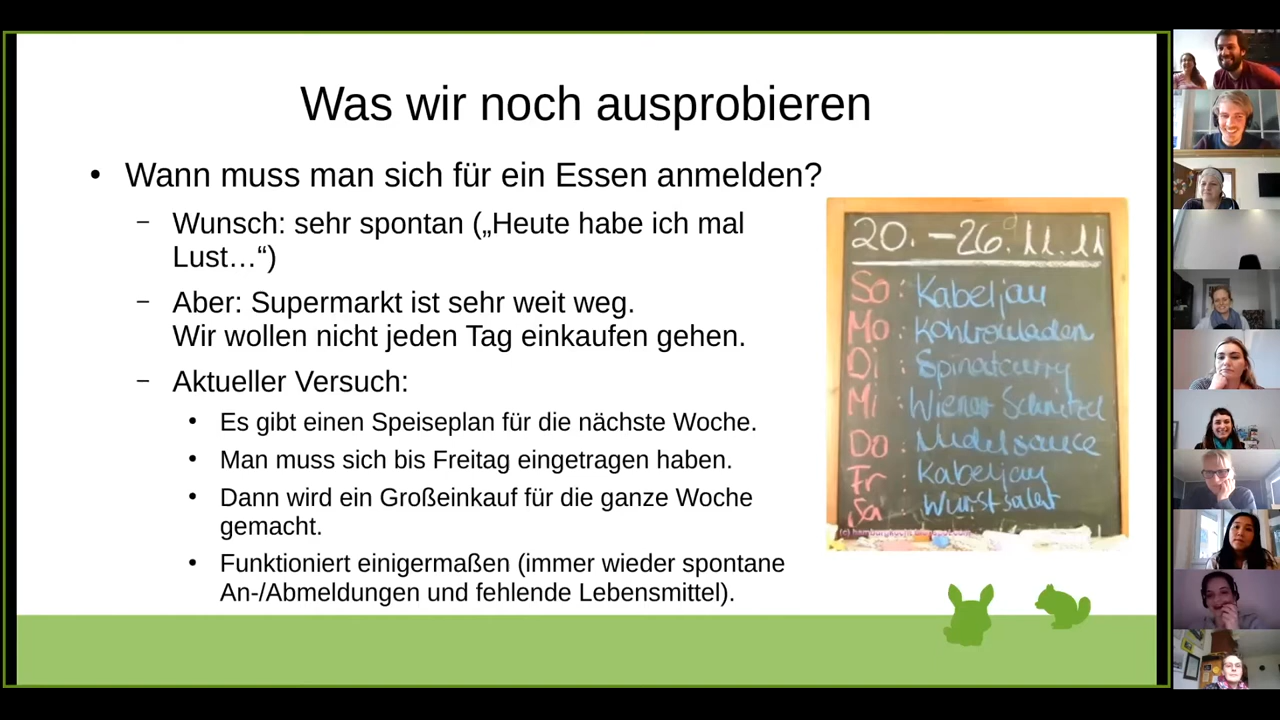 Was wir noch ausprobieren
• Wann muss man sich für ein Essen anmelden?
– Wunsch: sehr spontan („Heute habe ich mal
Lust…“)
– Aber: Supermarkt ist sehr weit weg.
Wir wollen nicht jeden Tag einkaufen gehen.
– Aktueller Versuch:
• Es gibt einen Speiseplan für die nächste Woche.
• Man muss sich bis Freitag eingetragen haben.
• Dann wird ein Großeinkauf für die ganze Woche
gemacht.
• Funktioniert einigermaßen (immer wieder spontane
An-/Abmeldungen und fehlende Lebensmittel).
20. – 26. 11. 11
So: Kabeljau
Mo: Kohlrouladen
Di: Spinatcurry
Mi: Wiener Schnitzel
Do: Nudelsauce
Fr: Kabeljau
Sa: Wurstsalat